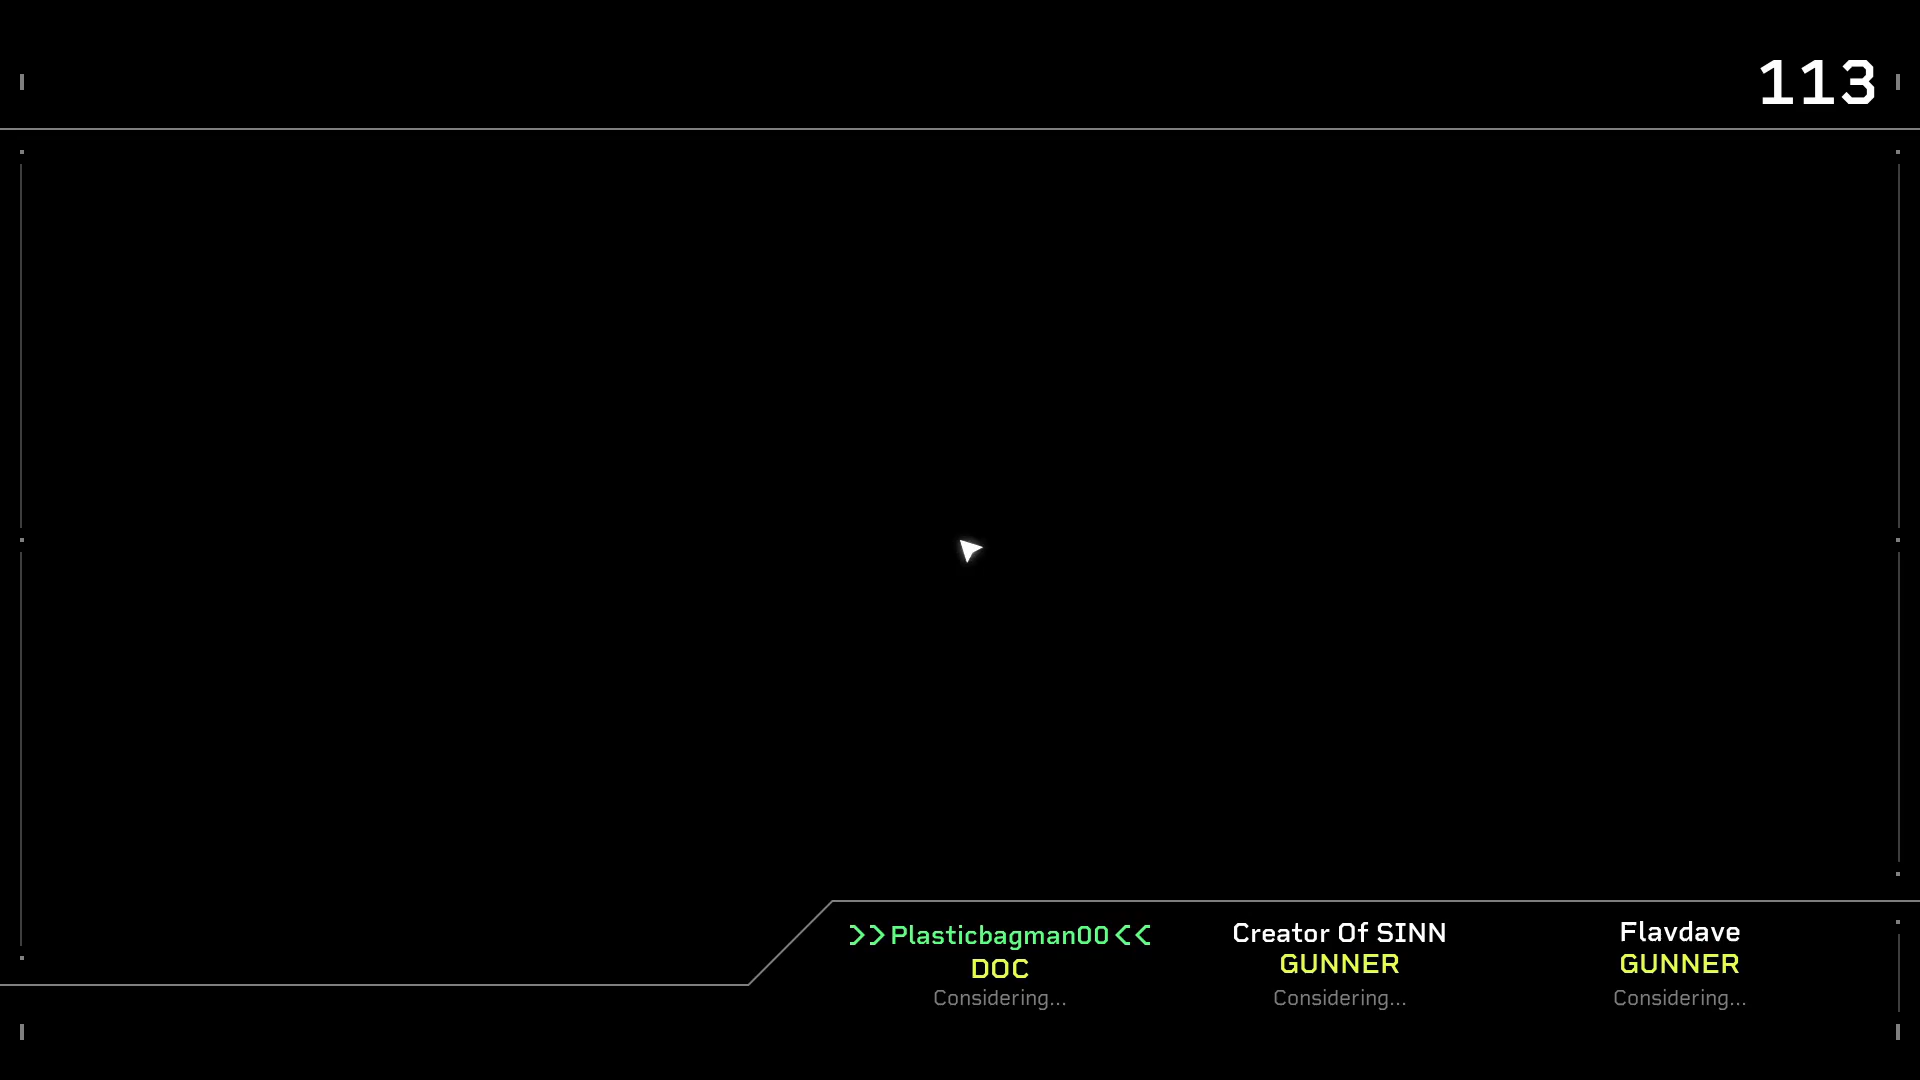 113
>>Plasticbagman00<<
DOC
Considering...
Creator Of SINN
GUNNER
Considering...
Flavdave
GUNNER
Considering...